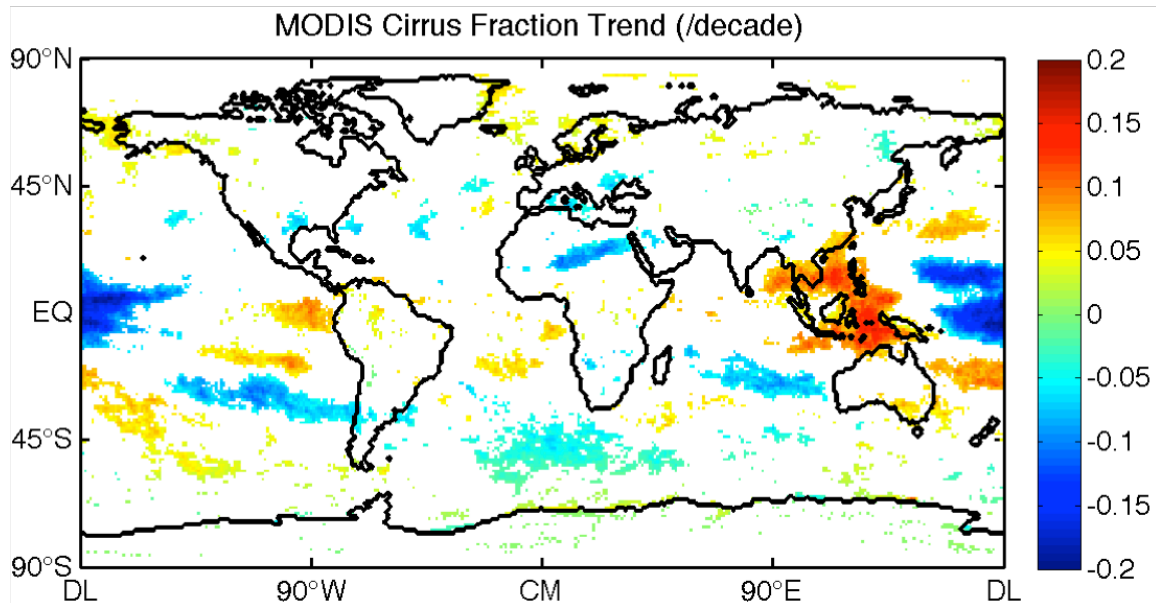 MODIS Cirrus Fraction Trend (/decade)
90°N
45°N
EQ
45°S
90°S
DL
90°W
CM
90°E
DL
0.2
0.15
0.1
0.05
0
-0.05
-0.1
-0.15
-0.2